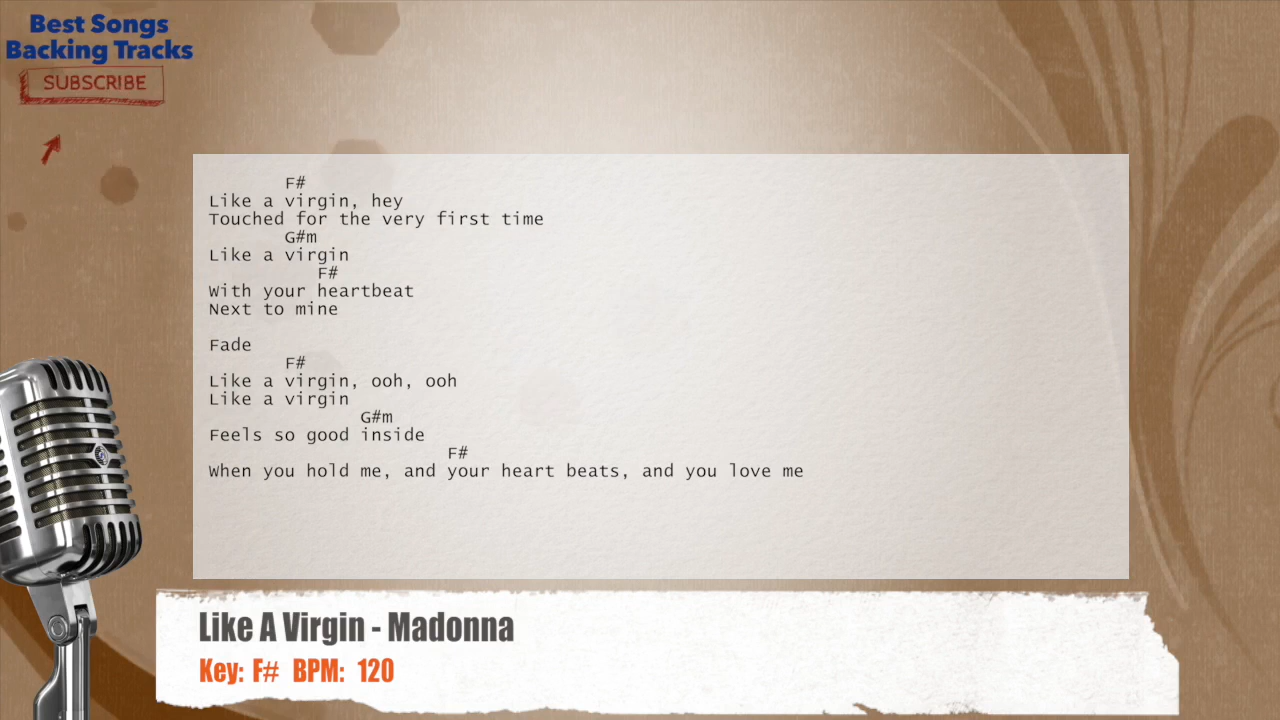 Best Songs
Backing Tracks
SUBSCRIBE
F#
Like a virgin, hey
Touched for the very first time
G#m
Like a virgin
F#
With your heartbeat
Next to mine
Fade
F#
Like a virgin, ooh, ooh
Like a virgin
G#m
Feels so good inside
F#
When you hold me, and your heart beats, and you love me
Like A Virgin - Madonna
Key: F# BPM: 120